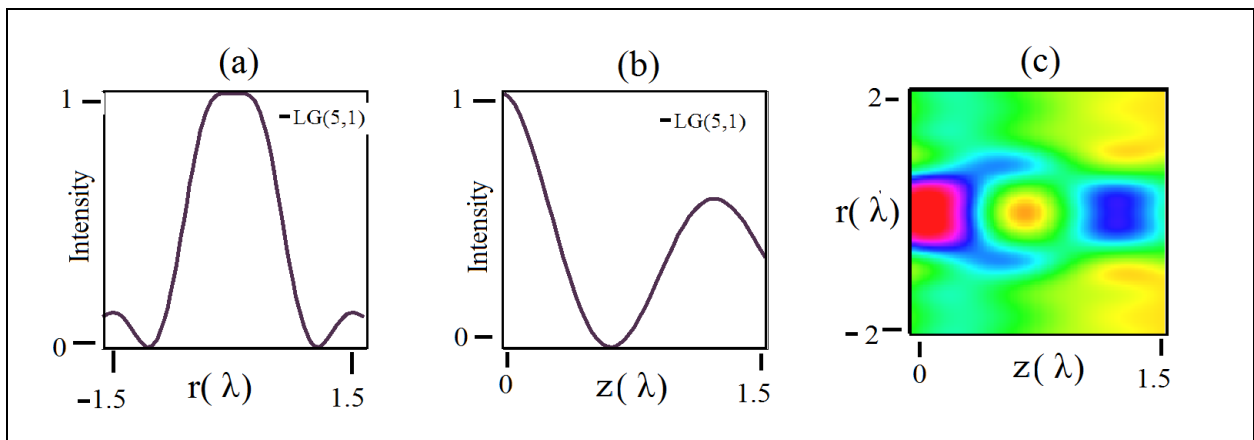 (a)
1
LG(5,1)
Intensity
0
-1.5
r( λ)
1.5
(b)
1
LG(5,1)
Intensity
0
0
z( λ)
1.5
(c)
2
r( λ)
-2
0
z( λ)
1.5